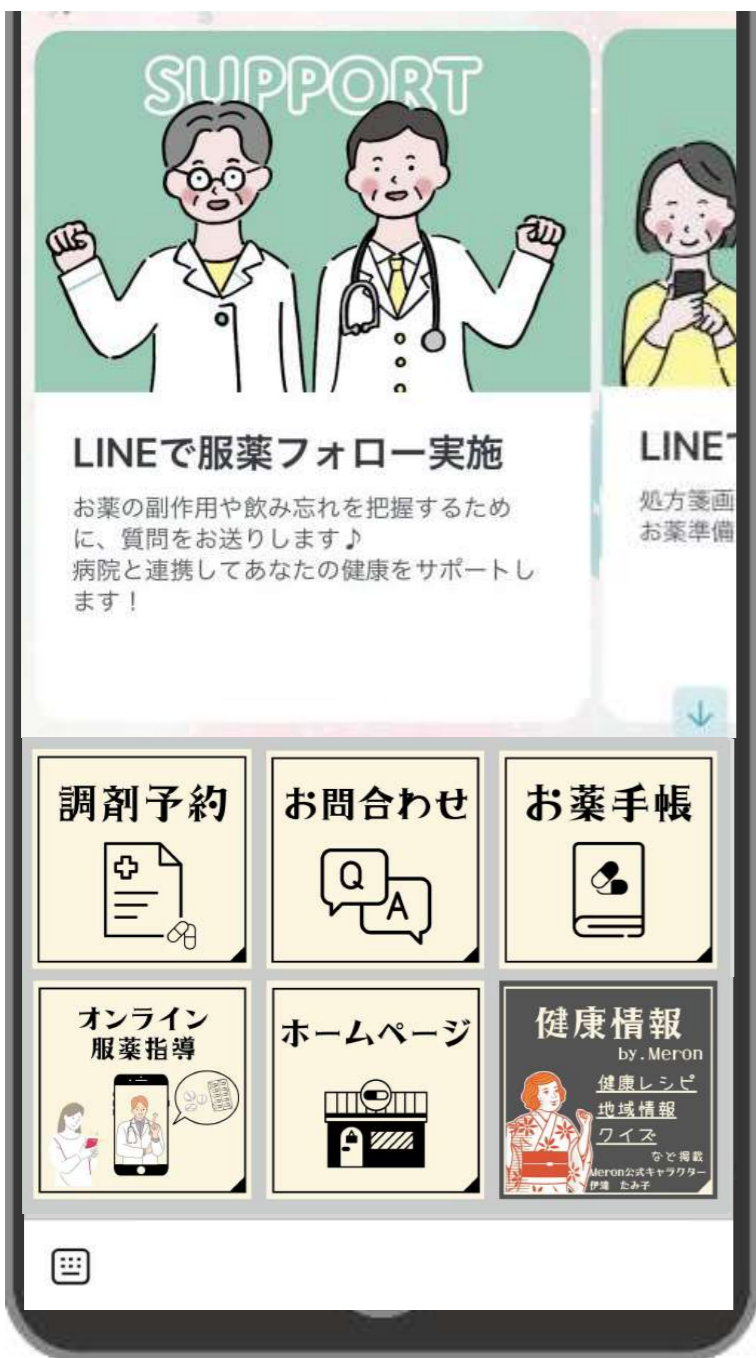 SUPPORT
LINEで服薬フォロー実施
お薬の副作用や飲み忘れを把握するため
に、質問をお送りします♪
病院と連携してあなたの健康をサポートし
ます！
LINE
処方箋画
お薬準備
調剤予約
お問合わせ
Q
A
お薬手帳
オンライン
服薬指導
ホームページ
健康情報
by.Meron
健康レシピ
地域情報
クイズ
など掲載
Meron公式キャラクター
伊達 たみ子